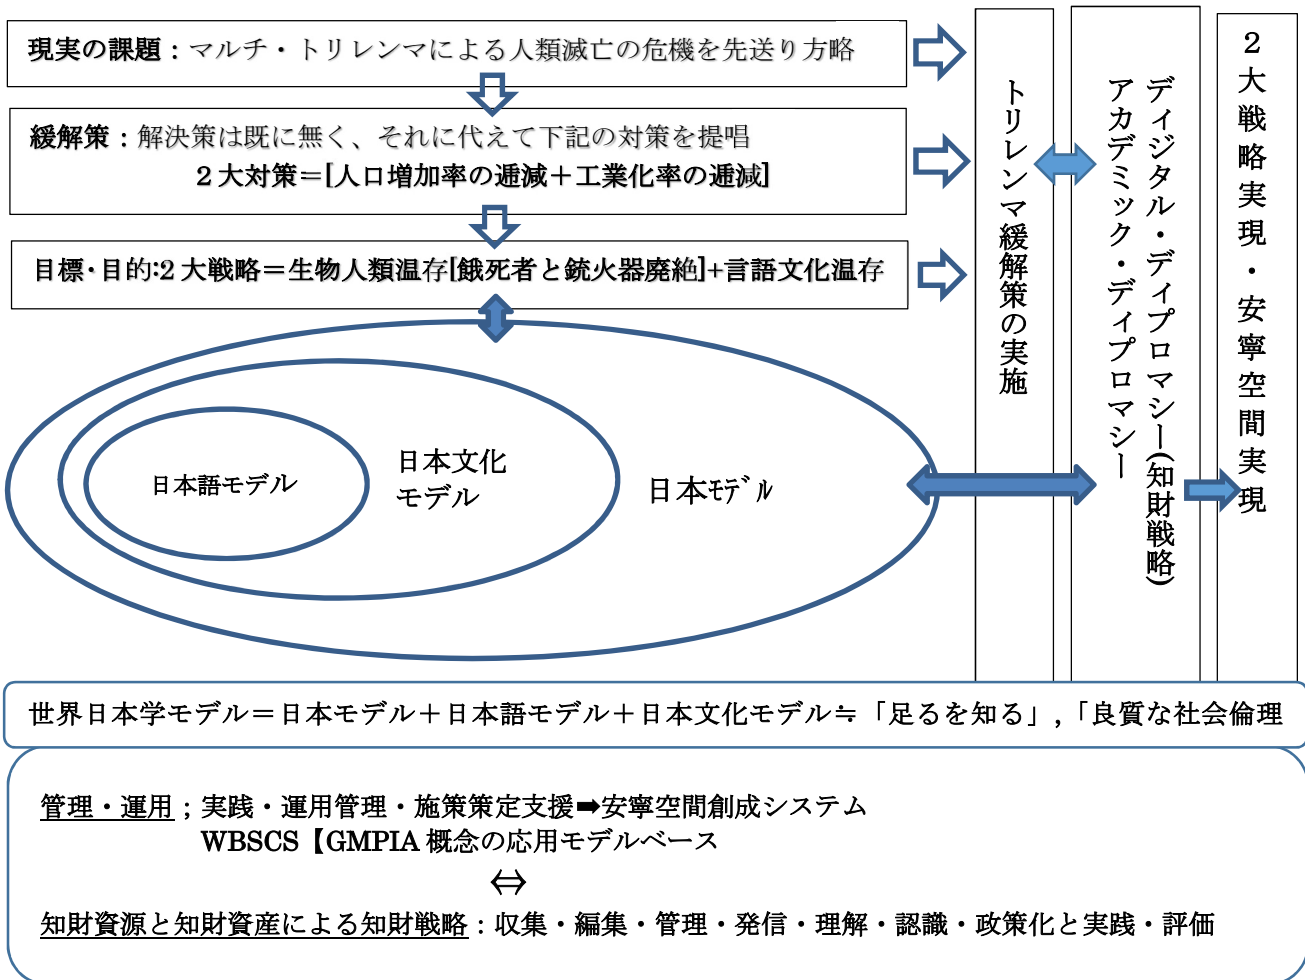 現実の課題：マルチ・トリレンマによる人類滅亡の危機を先送り方略
緩解策：解決策は既に無く、それに代えて下記の対策を提唱
２大対策＝[人口増加率の逓減＋工業化率の逓減]
目標・目的:２大戦略＝生物人類温存[餓死者と銃火器廃絶]+言語文化温存
日本語モデル
日本文化
モデル
日本ﾓﾃﾞﾙ
トリレンマ緩解策の実施
ディジタル・ディプロマシー(知財戦略)
アカデミック・ディプロマシー
２大戦略実現・安寧空間実現
世界日本学モデル＝日本モデル＋日本語モデル＋日本文化モデル≒「足るを知る」,「良質な社会倫理
管理・運用；実践・運用管理・施策策定支援➡安寧空間創成システム
WBSCS【GMPIA 概念の応用モデルベース
⇔
知財資源と知財資産による知財戦略：収集・編集・管理・発信・理解・認識・政策化と実践・評価